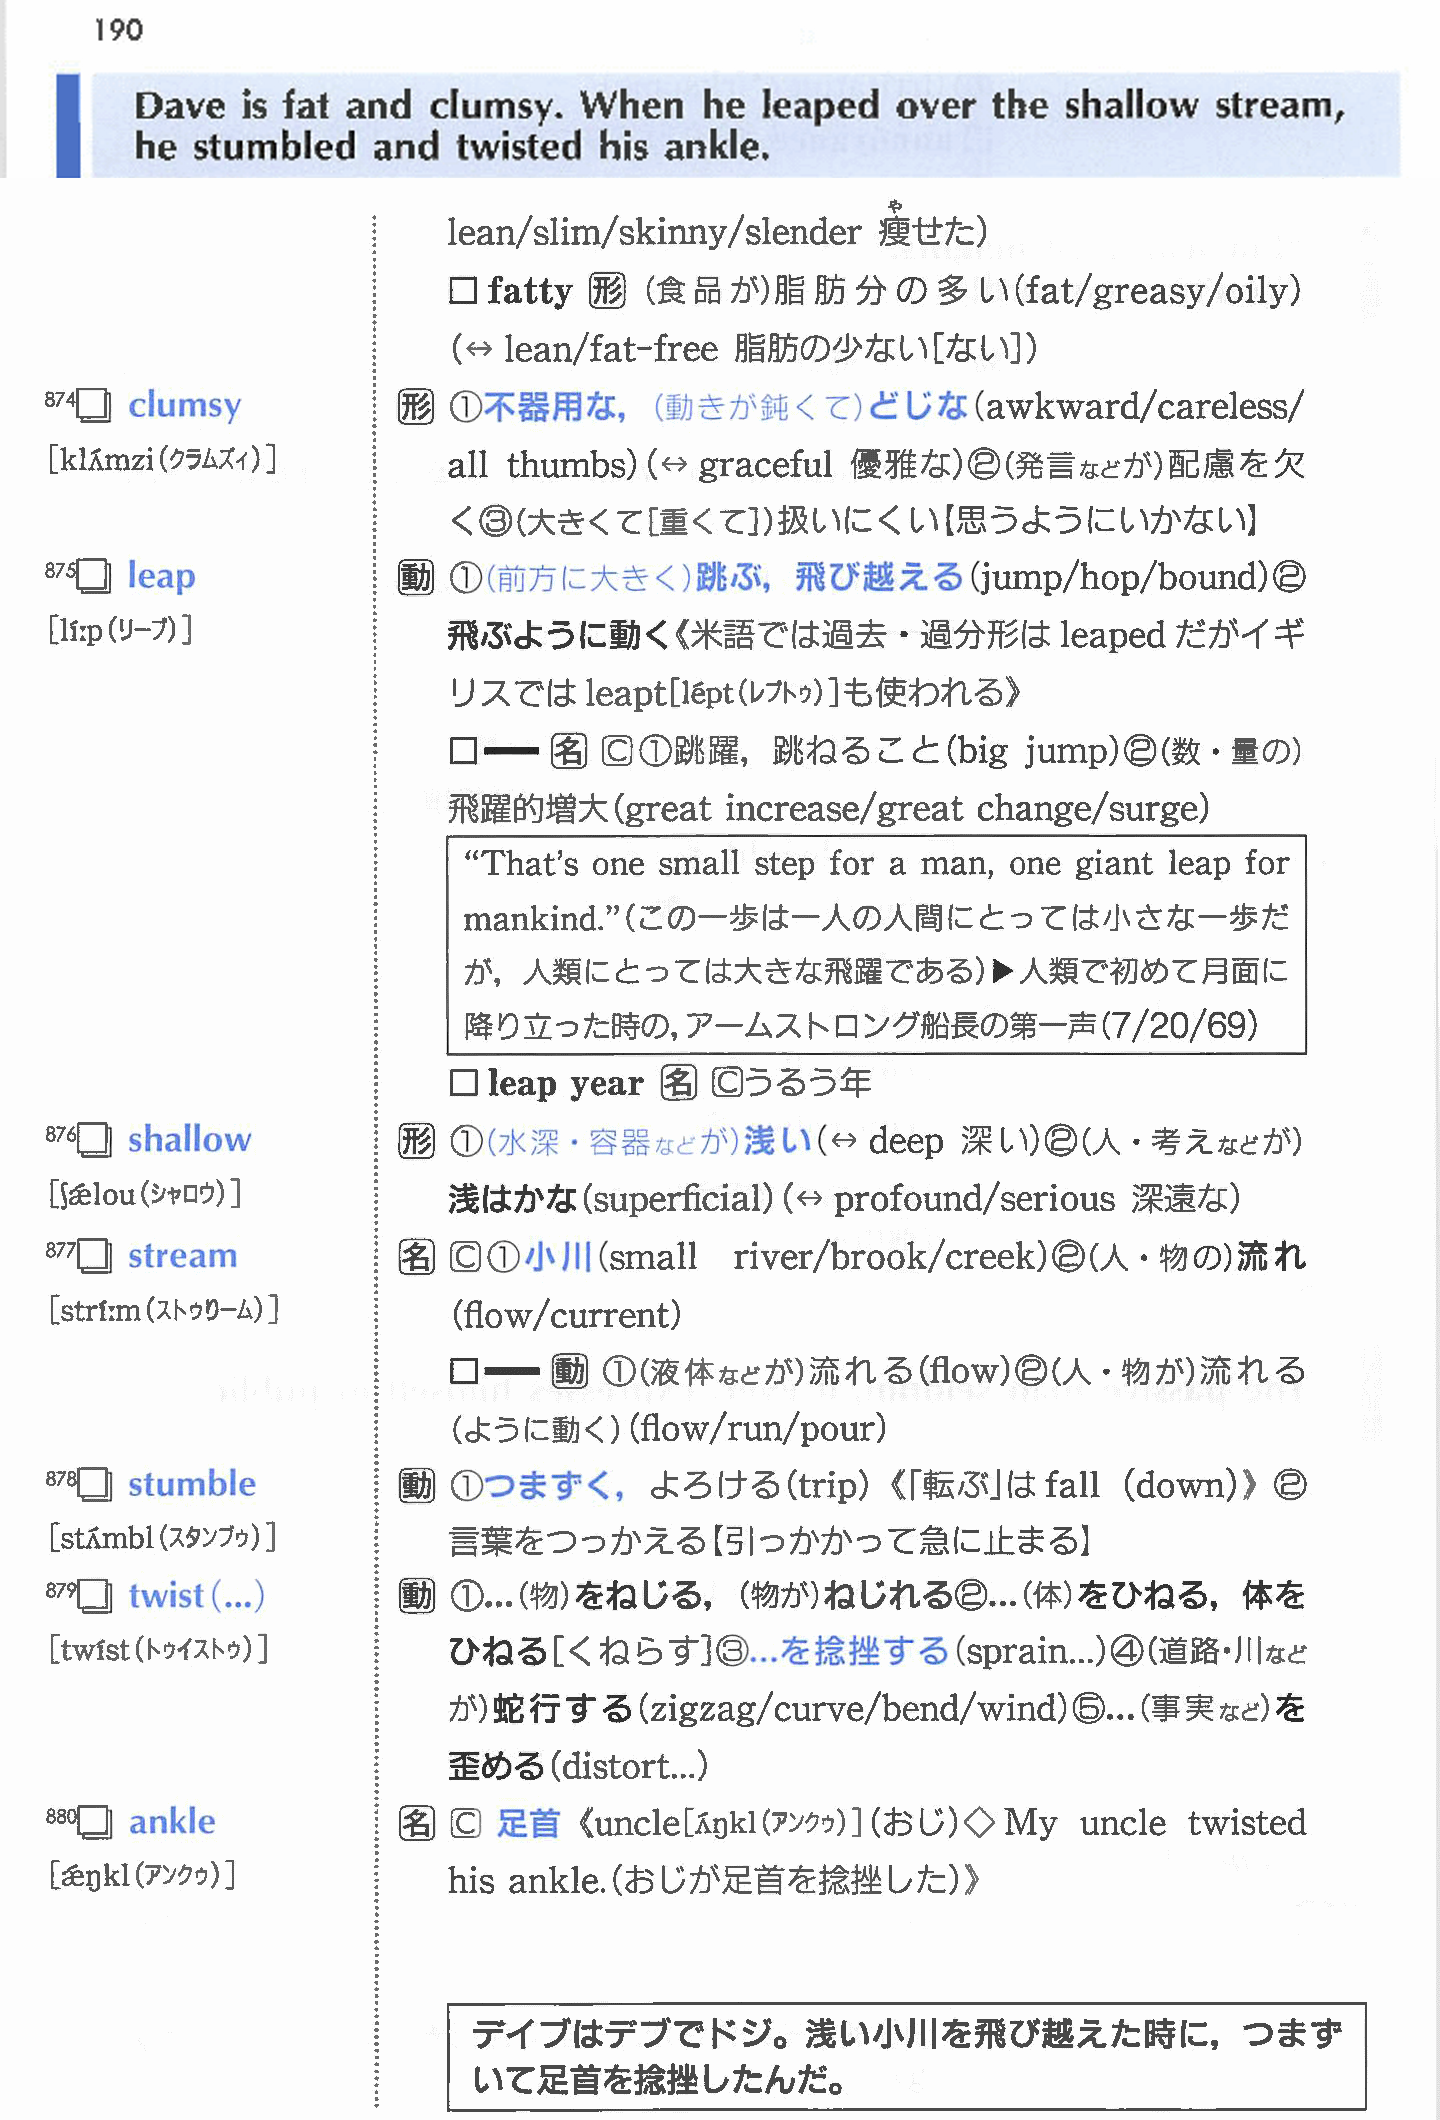 190
Dave is fat and clumsy. When he leaped over the shallow stream,
he stumbled and twisted his ankle.
や
lean/slim/skinny/slender 痩せた)
□ fatty 形 (食品が)脂肪分の多い(fat/greasy/oily)
(↔ lean/fat-free 脂肪の少ない[ない])
874□ clumsy 形 ①不器用な，(動きが鈍くて)どじな(awkward/careless/
[klʌ́mzi(クラムズィ)] all thumbs)(↔ graceful 優雅な)②(発言などが)配慮を欠
く③(大きくて[重くて])扱いにくい【思うようにいかない】
875□ leap 動 ①(前方に大きく)跳ぶ，飛び越える(jump/hop/bound)②
[líːp(リープ)] 飛ぶように動く《米語では過去・過分形は leaped だがイギ
リスでは leapt[lépt(レプトゥ)]も使われる》
□━ 名 C①跳躍，跳ねること(big jump)②(数・量の)
飛躍的増大(great increase/great change/surge)
“That’s one small step for a man, one giant leap for
mankind.”(この一歩は一人の人間にとっては小さな一歩だ
が，人類にとっては大きな飛躍である)▶人類で初めて月面に
降り立った時の，アームストロング船長の第一声(7/20/69)
□ leap year 名 Cうるう年
876□ shallow 形 ①(水深・容器などが)浅い(↔ deep 深い)②(人・考えなどが)
[ʃǽlou(シャロウ)] 浅はかな(superficial)(↔ profound/serious 深遠な)
877□ stream 名 C①小川(small river/brook/creek)②(人・物の)流れ
[stríːm(ストゥリーム)] (flow/current)
□━ 動 ①(液体などが)流れる(flow)②(人・物が)流れる
(ように動く)(flow/run/pour)
878□ stumble 動 ①つまずく，よろける(trip)《「転ぶ」は fall (down)》②
[stʌ́mbl(スタンブゥ)] 言葉をつっかえる【引っかかって急に止まる】
879□ twist(...) 動 ①...(物)をねじる，(物が)ねじれる②...(体)をひねる，体を
[twíst(トゥイストゥ)] ひねる[くねらす]③...を捻挫する(sprain...)④(道路・川など
が)蛇行する(zigzag/curve/bend/wind)⑤...(事実など)を
歪める(distort...)
880□ ankle 名 C 足首《uncle[ʌ́ŋkl(アンクゥ)](おじ)◇My uncle twisted
[ǽŋkl(アンクゥ)] his ankle.(おじが足首を捻挫した)》
デイブはデブでドジ。浅い小川を飛び越えた時に，つまず
いて足首を捻挫したんだ。